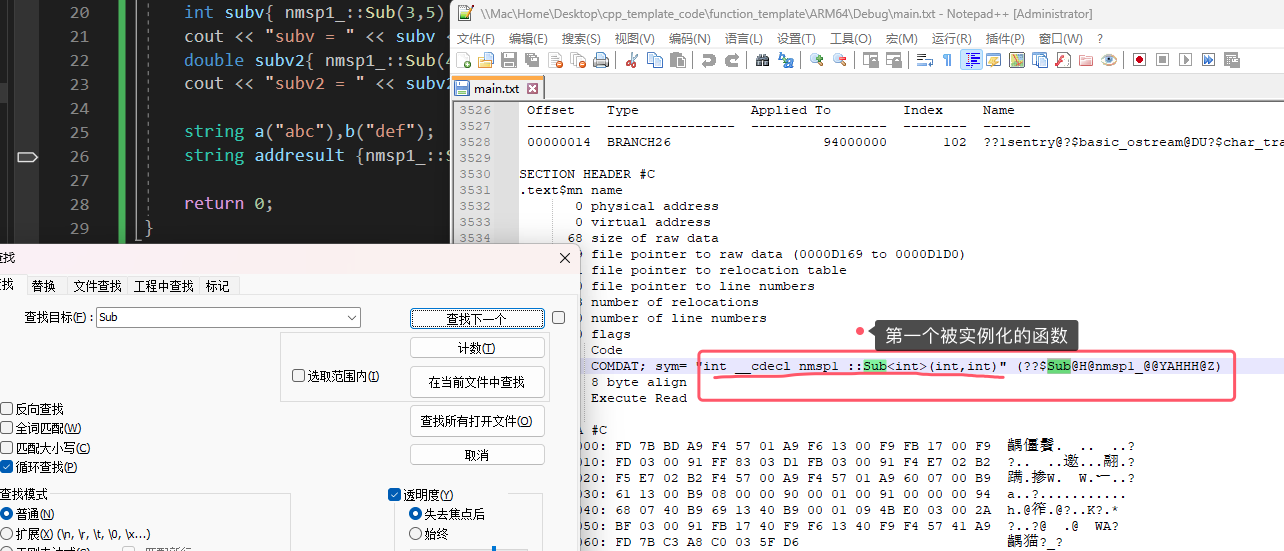 20 int subv{ nmsp1_::Sub(3,5)
21 cout << "subv = " << subv <
22 double subv2{ nmsp1_::Sub(4
23 cout << "subv2 = " << subv2
24
25 string a("abc"),b("def");
26 string addresult {nmsp1_::S
27
28 return 0;
29 }
\\Mac\Home\Desktop\cpp_template_code\function_template\ARM64\Debug\main.txt - Notepad++ [Administrator]
文件(F) 编辑(E) 搜索(S) 视图(V) 编码(N) 语言(L) 设置(T) 工具(O) 宏(M) 运行(R) 插件(P) 窗口(W) ?
main.txt
3526 Offset Type Applied To Index Name
3527 -------- ---------------- ----------------- -------- ------
3528 00000014 BRANCH26 94000000 102 ??1sentry@?$basic_ostream@DU?$char_tra
3529
3530 SECTION HEADER #C
3531 .text$mn name
3532 0 physical address
3533 0 virtual address
3534 68 size of raw data
file pointer to raw data (0000D169 to 0000D1D0)
file pointer to relocation table
file pointer to line numbers
number of relocations
number of line numbers
flags
Code
COMDAT; sym= "int __cdecl nmsp1_::Sub<int>(int,int)" (??$Sub@H@nmsp1_@@YAHHH@Z)
8 byte align
Execute Read
A #C
000: FD 7B BD A9 F4 57 01 A9 F6 13 00 F9 FB 17 00 F9
010: FD 03 00 91 FF 83 03 D1 FB 03 00 91 F4 E7 02 B2
020: F5 E7 02 B2 F4 57 00 A9 F4 57 01 A9 60 07 00 B9
030: 61 13 00 B9 08 00 00 90 00 01 00 91 00 00 00 94
040: 68 07 40 B9 69 13 40 B9 00 01 09 4B E0 03 00 2A
050: BF 03 00 91 FB 17 40 F9 F6 13 40 F9 F4 57 41 A9
060: FD 7B C3 A8 C0 03 5F D6
第一个被实例化的函数
查找
查找 替换 文件查找 工程中查找 标记
查找目标(F): Sub
查找下一个
计数(T)
选取范围内(I)
在当前文件中查找
查找所有打开文件(O)
取消
反向查找
全词匹配(W)
匹配大小写(C)
循环查找(P)
查找模式
普通(N)
扩展(X) (\n, \r, \t, \0, \x...)
透明度(Y)
失去焦点后
始终